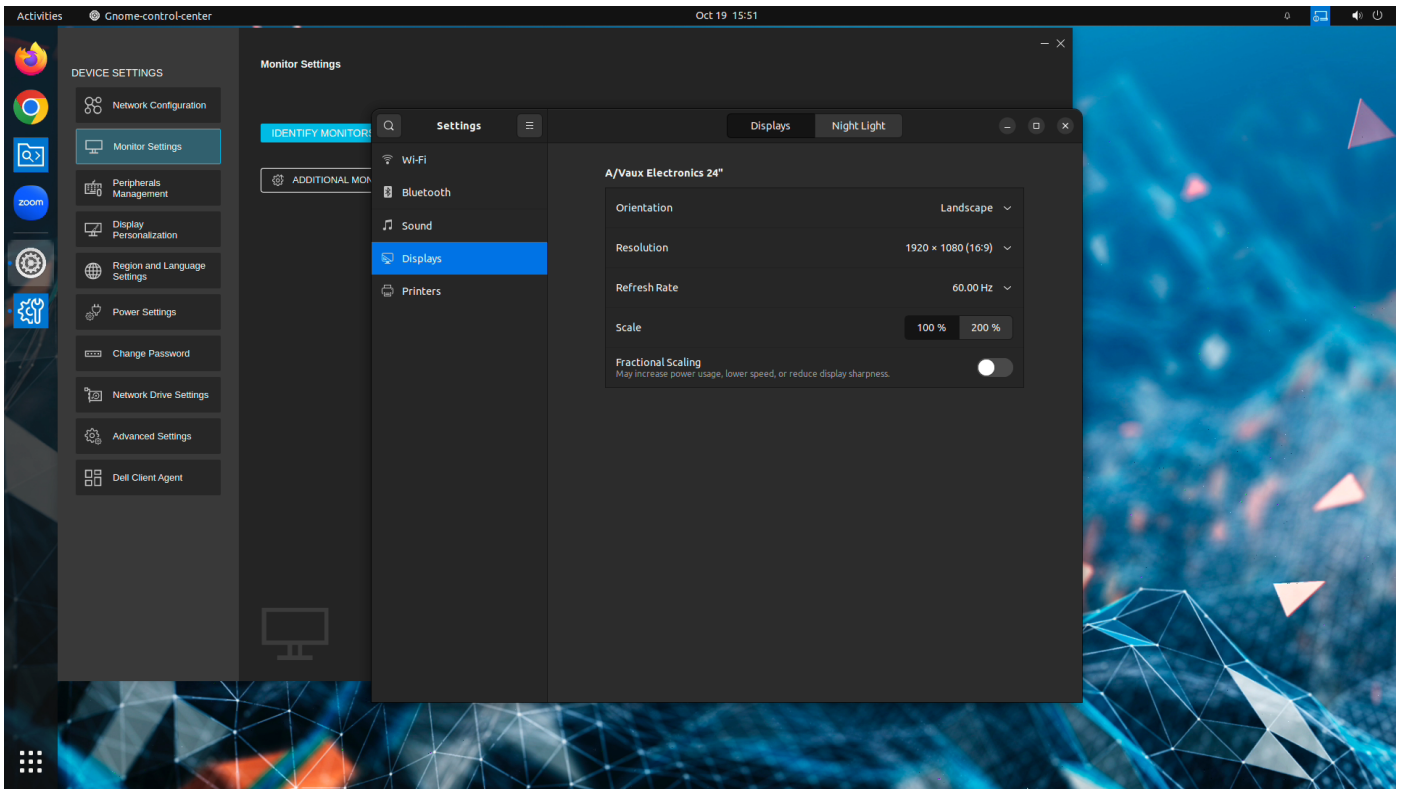 Activities
Gnome-control-center
Oct 19 15:51
zoom
DEVICE SETTINGS
Network Configuration
Monitor Settings
Peripherals
Management
Display
Personalization
Region and Language
Settings
Power Settings
Change Password
Network Drive Settings
Advanced Settings
Dell Client Agent
Monitor Settings
IDENTIFY MONITORS
ADDITIONAL MON
Settings
Wi-Fi
Bluetooth
Sound
Displays
Printers
Displays
Night Light
A/Vaux Electronics 24"
Orientation
Landscape
Resolution
1920 × 1080 (16:9)
Refresh Rate
60.00 Hz
Scale
100 %
200 %
Fractional Scaling
May increase power usage, lower speed, or reduce display sharpness.